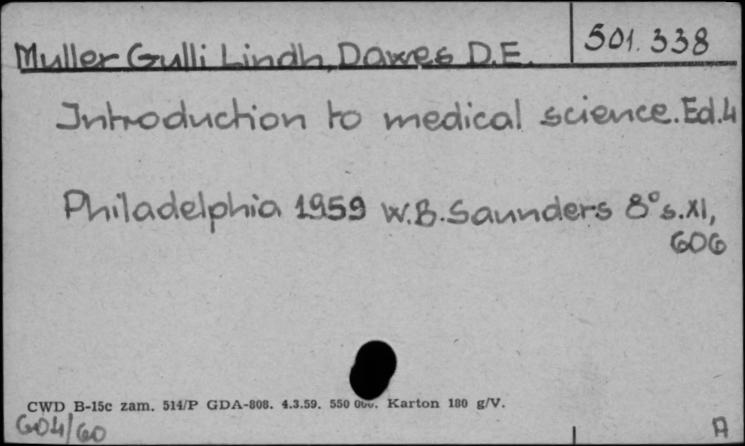 Muller Gulli Lindh, Dawes D.E.
501.338
Introduction to medical science. Ed.4
Philadelphia 1959 W.B. Saunders 8° s.XI,
606
CWD B-15c zam. 514/P GDA-808. 4.3.59. 550 000. Karton 180 g/V.
604/60
A